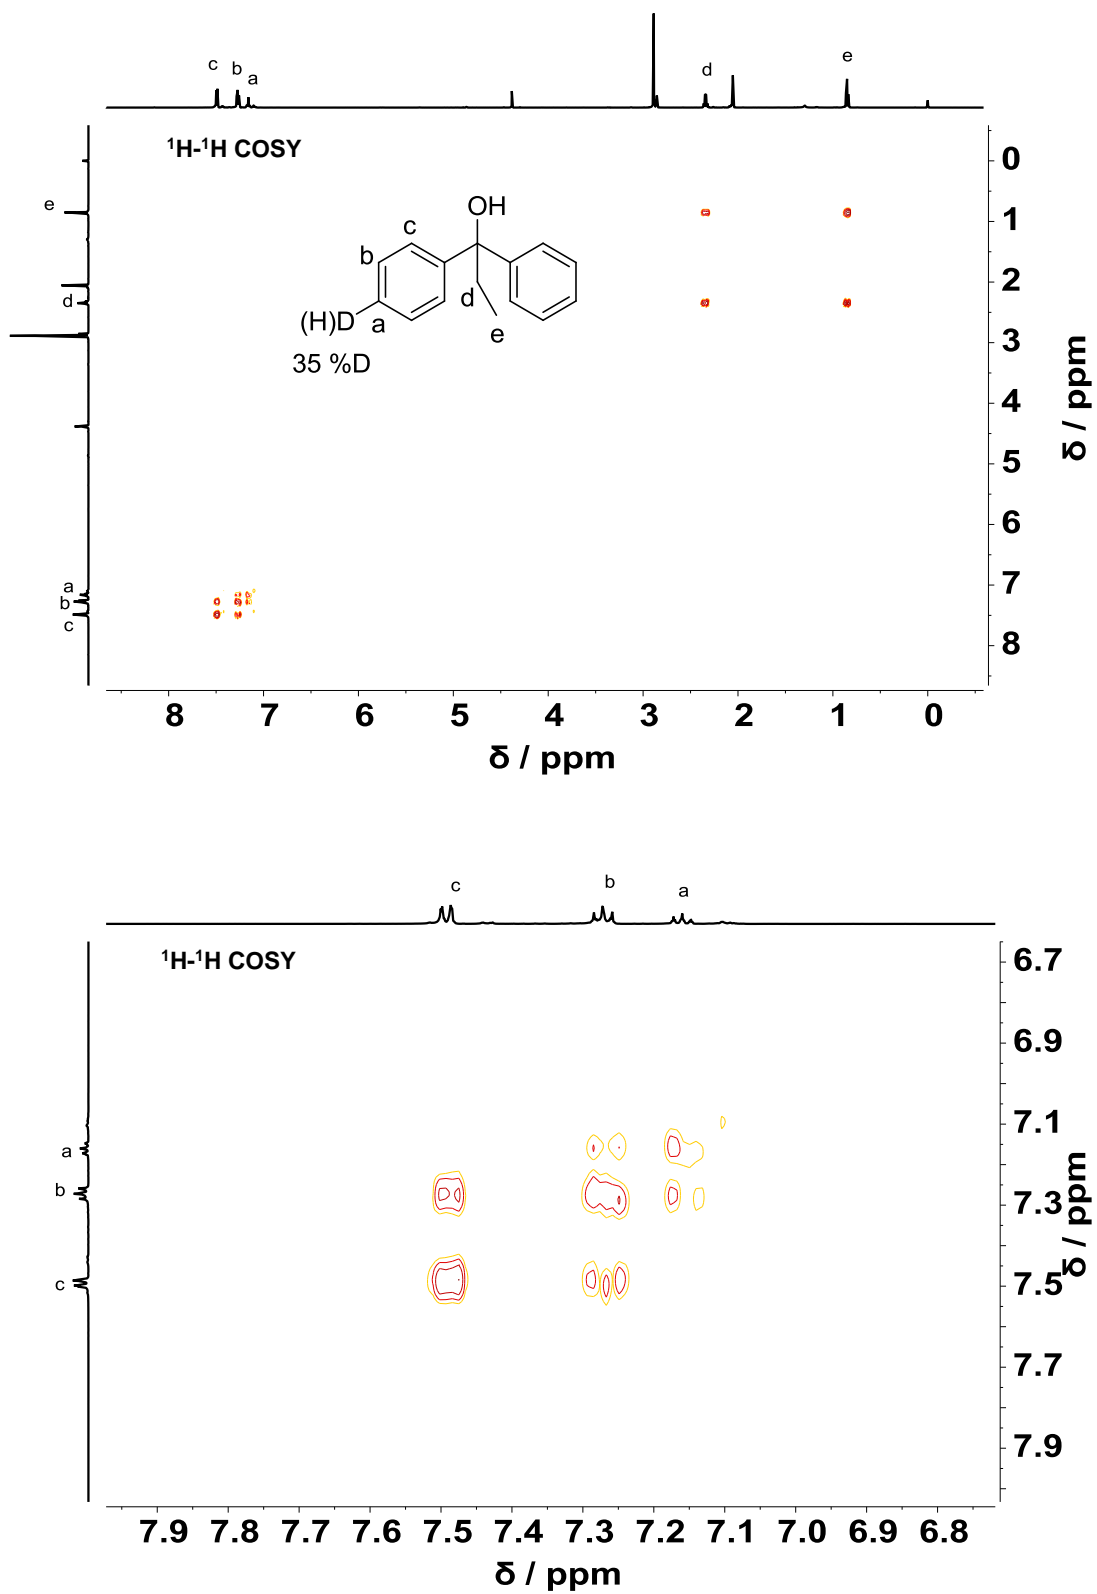 c b a d e
¹H-¹H COSY
0
e
OH
1
c
b
2
d
d
a
(H)D
e
3
35 %D
4
δ / ppm
5
6
a
7
b
c
8
8 7 6 5 4 3 2 1 0
δ / ppm
c b a
¹H-¹H COSY
6.7
6.9
7.1
a
b
7.3
δ / ppm
c
7.5
7.7
7.9
7.9 7.8 7.7 7.6 7.5 7.4 7.3 7.2 7.1 7.0 6.9 6.8
δ / ppm